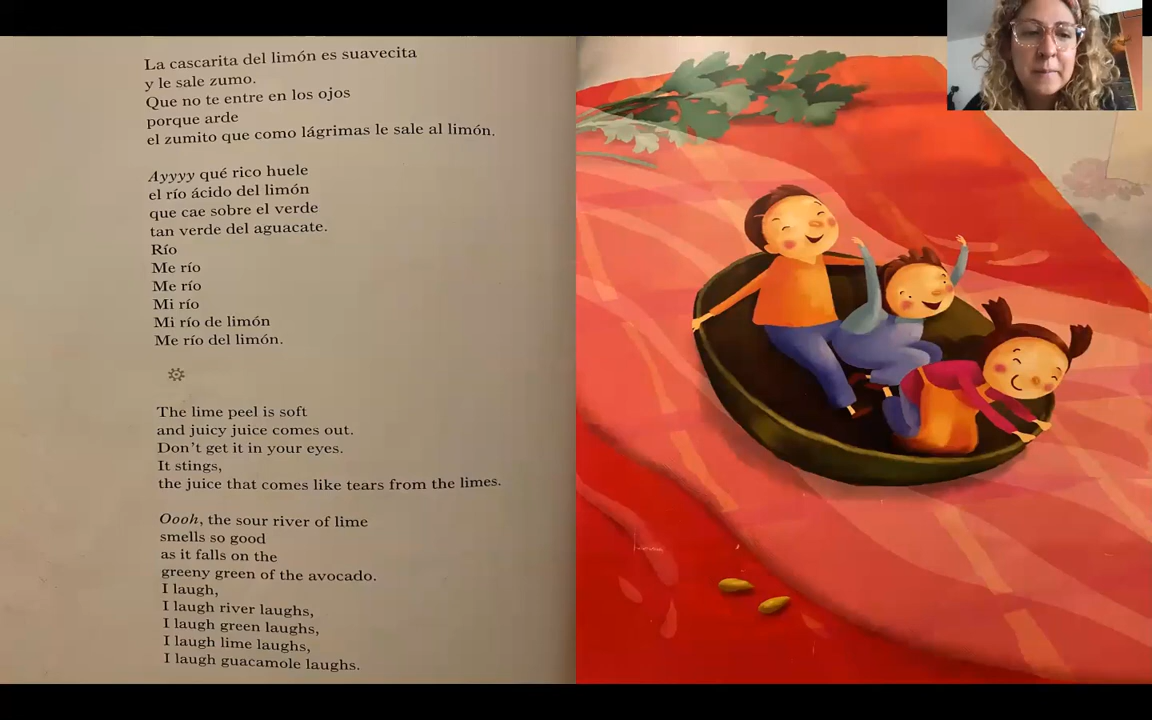 La cascarita del limón es suavecita
y le sale zumo.
Que no te entre en los ojos
porque arde
el zumito que como lágrimas le sale al limón.
Ayyyy qué rico huele
el río ácido del limón
que cae sobre el verde
tan verde del aguacate.
Río
Me río
Me río
Mi río
Mi río de limón
Me río del limón.
The lime peel is soft
and juicy juice comes out.
Don't get it in your eyes.
It stings,
the juice that comes like tears from the limes.
Oooh, the sour river of lime
smells so good
as it falls on the
greeny green of the avocado.
I laugh,
I laugh river laughs,
I laugh green laughs,
I laugh lime laughs,
I laugh guacamole laughs.